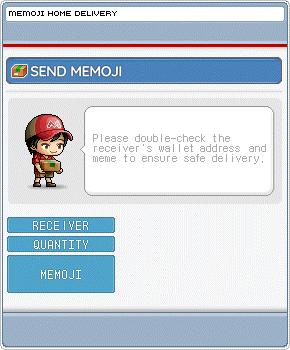 MEMOJI HOME DELIVERY
SEND MEMOJI
Please double-check the
receiver's wallet address and
meme to ensure safe delivery.
RECEIVER
QUANTITY
MEMOJI